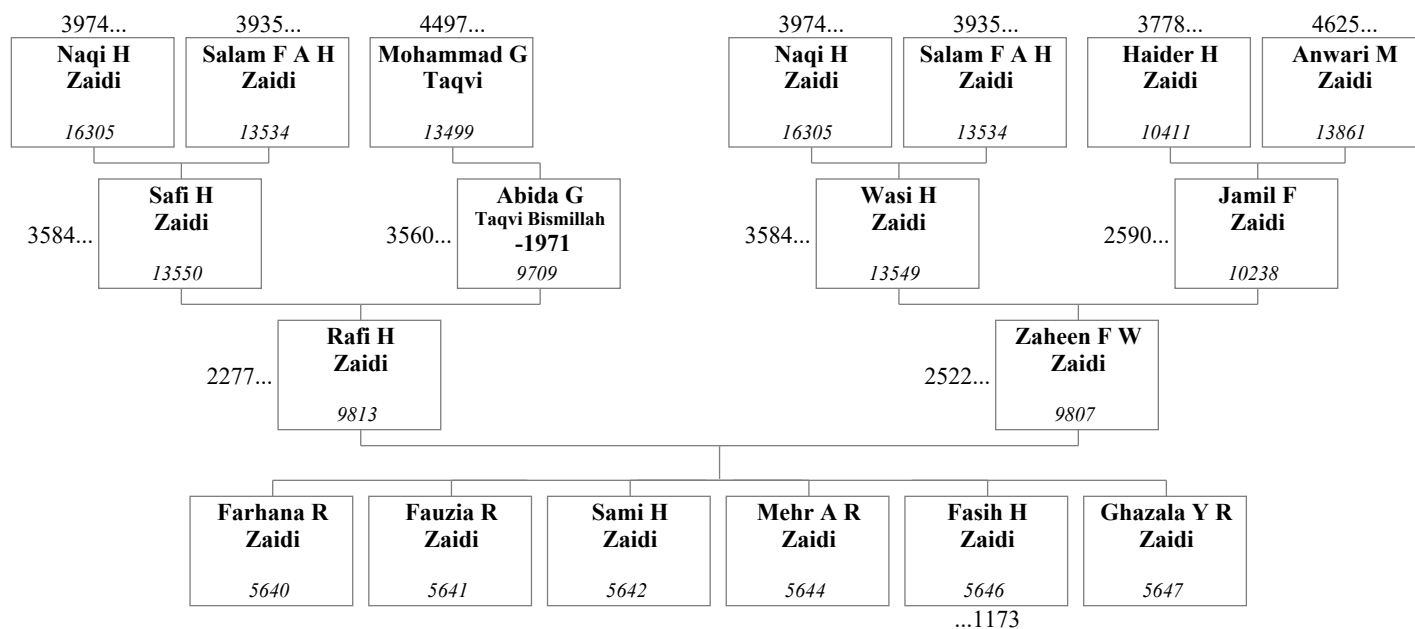 3974...
3935...
4497...
3974...
3935...
3778...
4625...
Naqi H
Zaidi
16305
Salam F A H
Zaidi
13534
Mohammad G
Taqvi
13499
Naqi H
Zaidi
16305
Salam F A H
Zaidi
13534
Haider H
Zaidi
10411
Anwari M
Zaidi
13861
3584...
Safi H
Zaidi
13550
3560...
Abida G
Taqvi Bismillah
-1971
9709
3584...
Wasi H
Zaidi
13549
2590...
Jamil F
Zaidi
10238
2277...
Rafi H
Zaidi
9813
2522...
Zaheen F W
Zaidi
9807
Farhana R
Zaidi
5640
Fauzia R
Zaidi
5641
Sami H
Zaidi
5642
Mehr A R
Zaidi
5644
Fasih H
Zaidi
5646
...1173
Ghazala Y R
Zaidi
5647